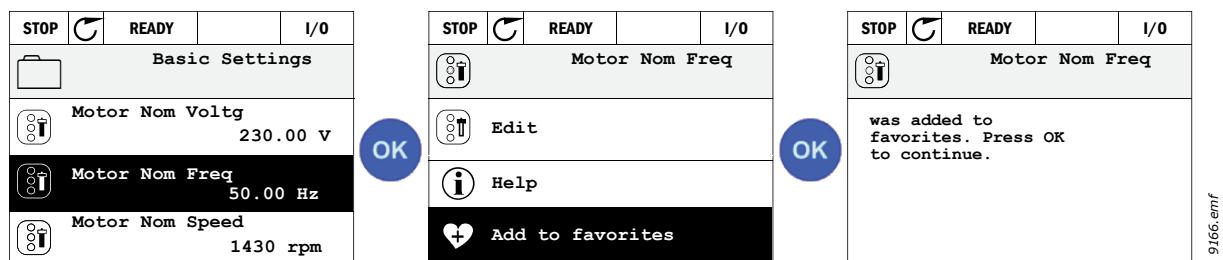 STOP READY I/O
Basic Settings
Motor Nom Voltg
230.00 V
Motor Nom Freq
50.00 Hz
Motor Nom Speed
1430 rpm
OK
STOP READY I/O
Motor Nom Freq
Edit
Help
Add to favorites
OK
STOP READY I/O
Motor Nom Freq
was added to
favorites. Press OK
to continue.
9166.emf